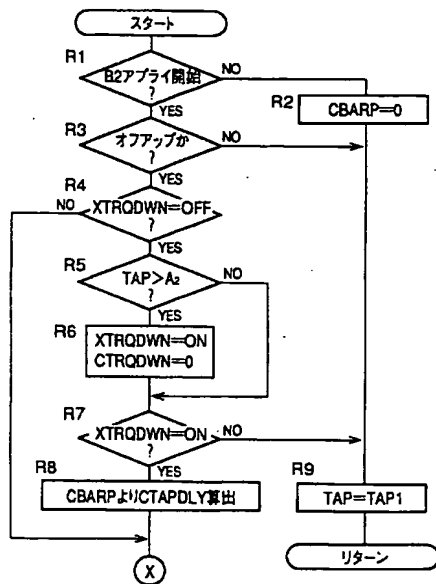 スタート
R1
B2アプライ開始
?
NO
YES
R2
CBARP=0
R3
オフアップか
?
NO
YES
R4
NO
XTRQDWN=OFF
?
YES
R5
TAP>A₂
?
NO
YES
R6
XTRQDWN=ON
CTRQDWN=0
R7
XTRQDWN=ON
?
NO
YES
R8
CBARPよりCTAPDLY算出
R9
TAP=TAP1
X
リターン